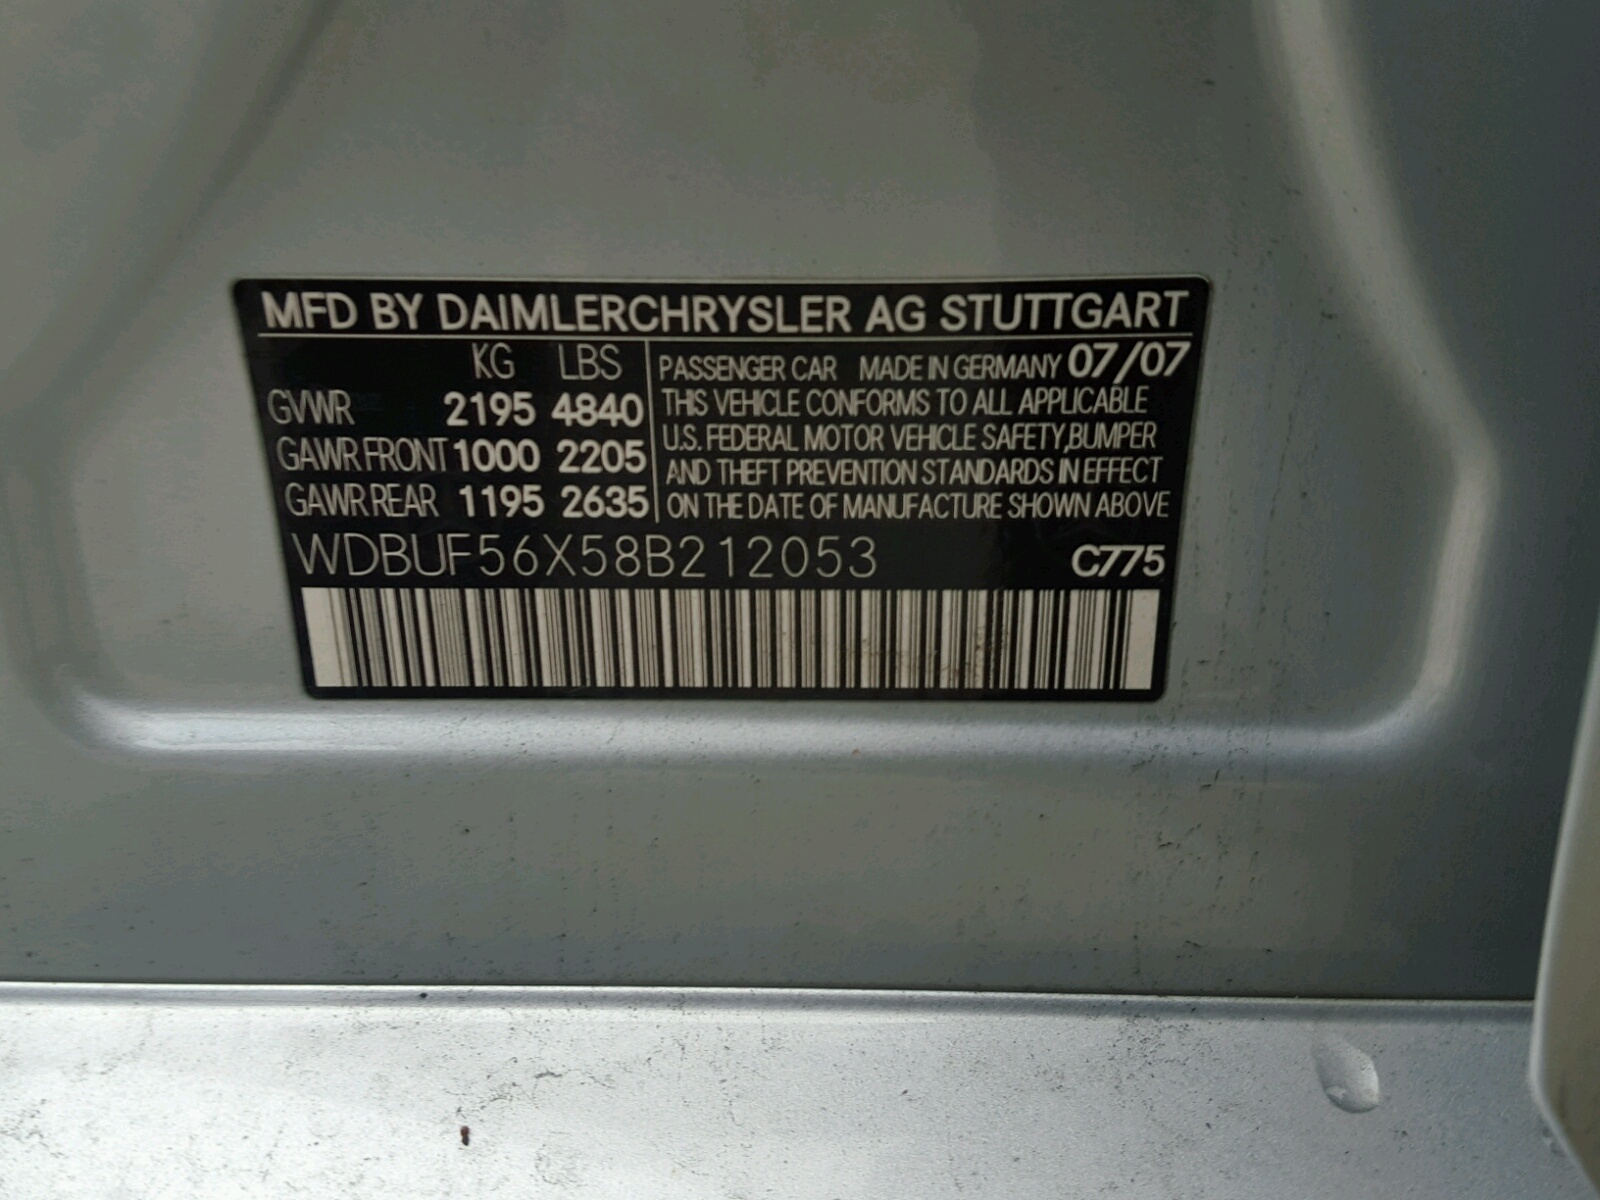 MFD BY DAIMLERCHRYSLER AG STUTTGART
KG LBS
GVWR 2195 4840
GAWR FRONT 1000 2205
GAWR REAR 1195 2635
PASSENGER CAR MADE IN GERMANY 07/07
THIS VEHICLE CONFORMS TO ALL APPLICABLE
U.S. FEDERAL MOTOR VEHICLE SAFETY,BUMPER
AND THEFT PREVENTION STANDARDS IN EFFECT
ON THE DATE OF MANUFACTURE SHOWN ABOVE
WDBUF56X58B212053 C775